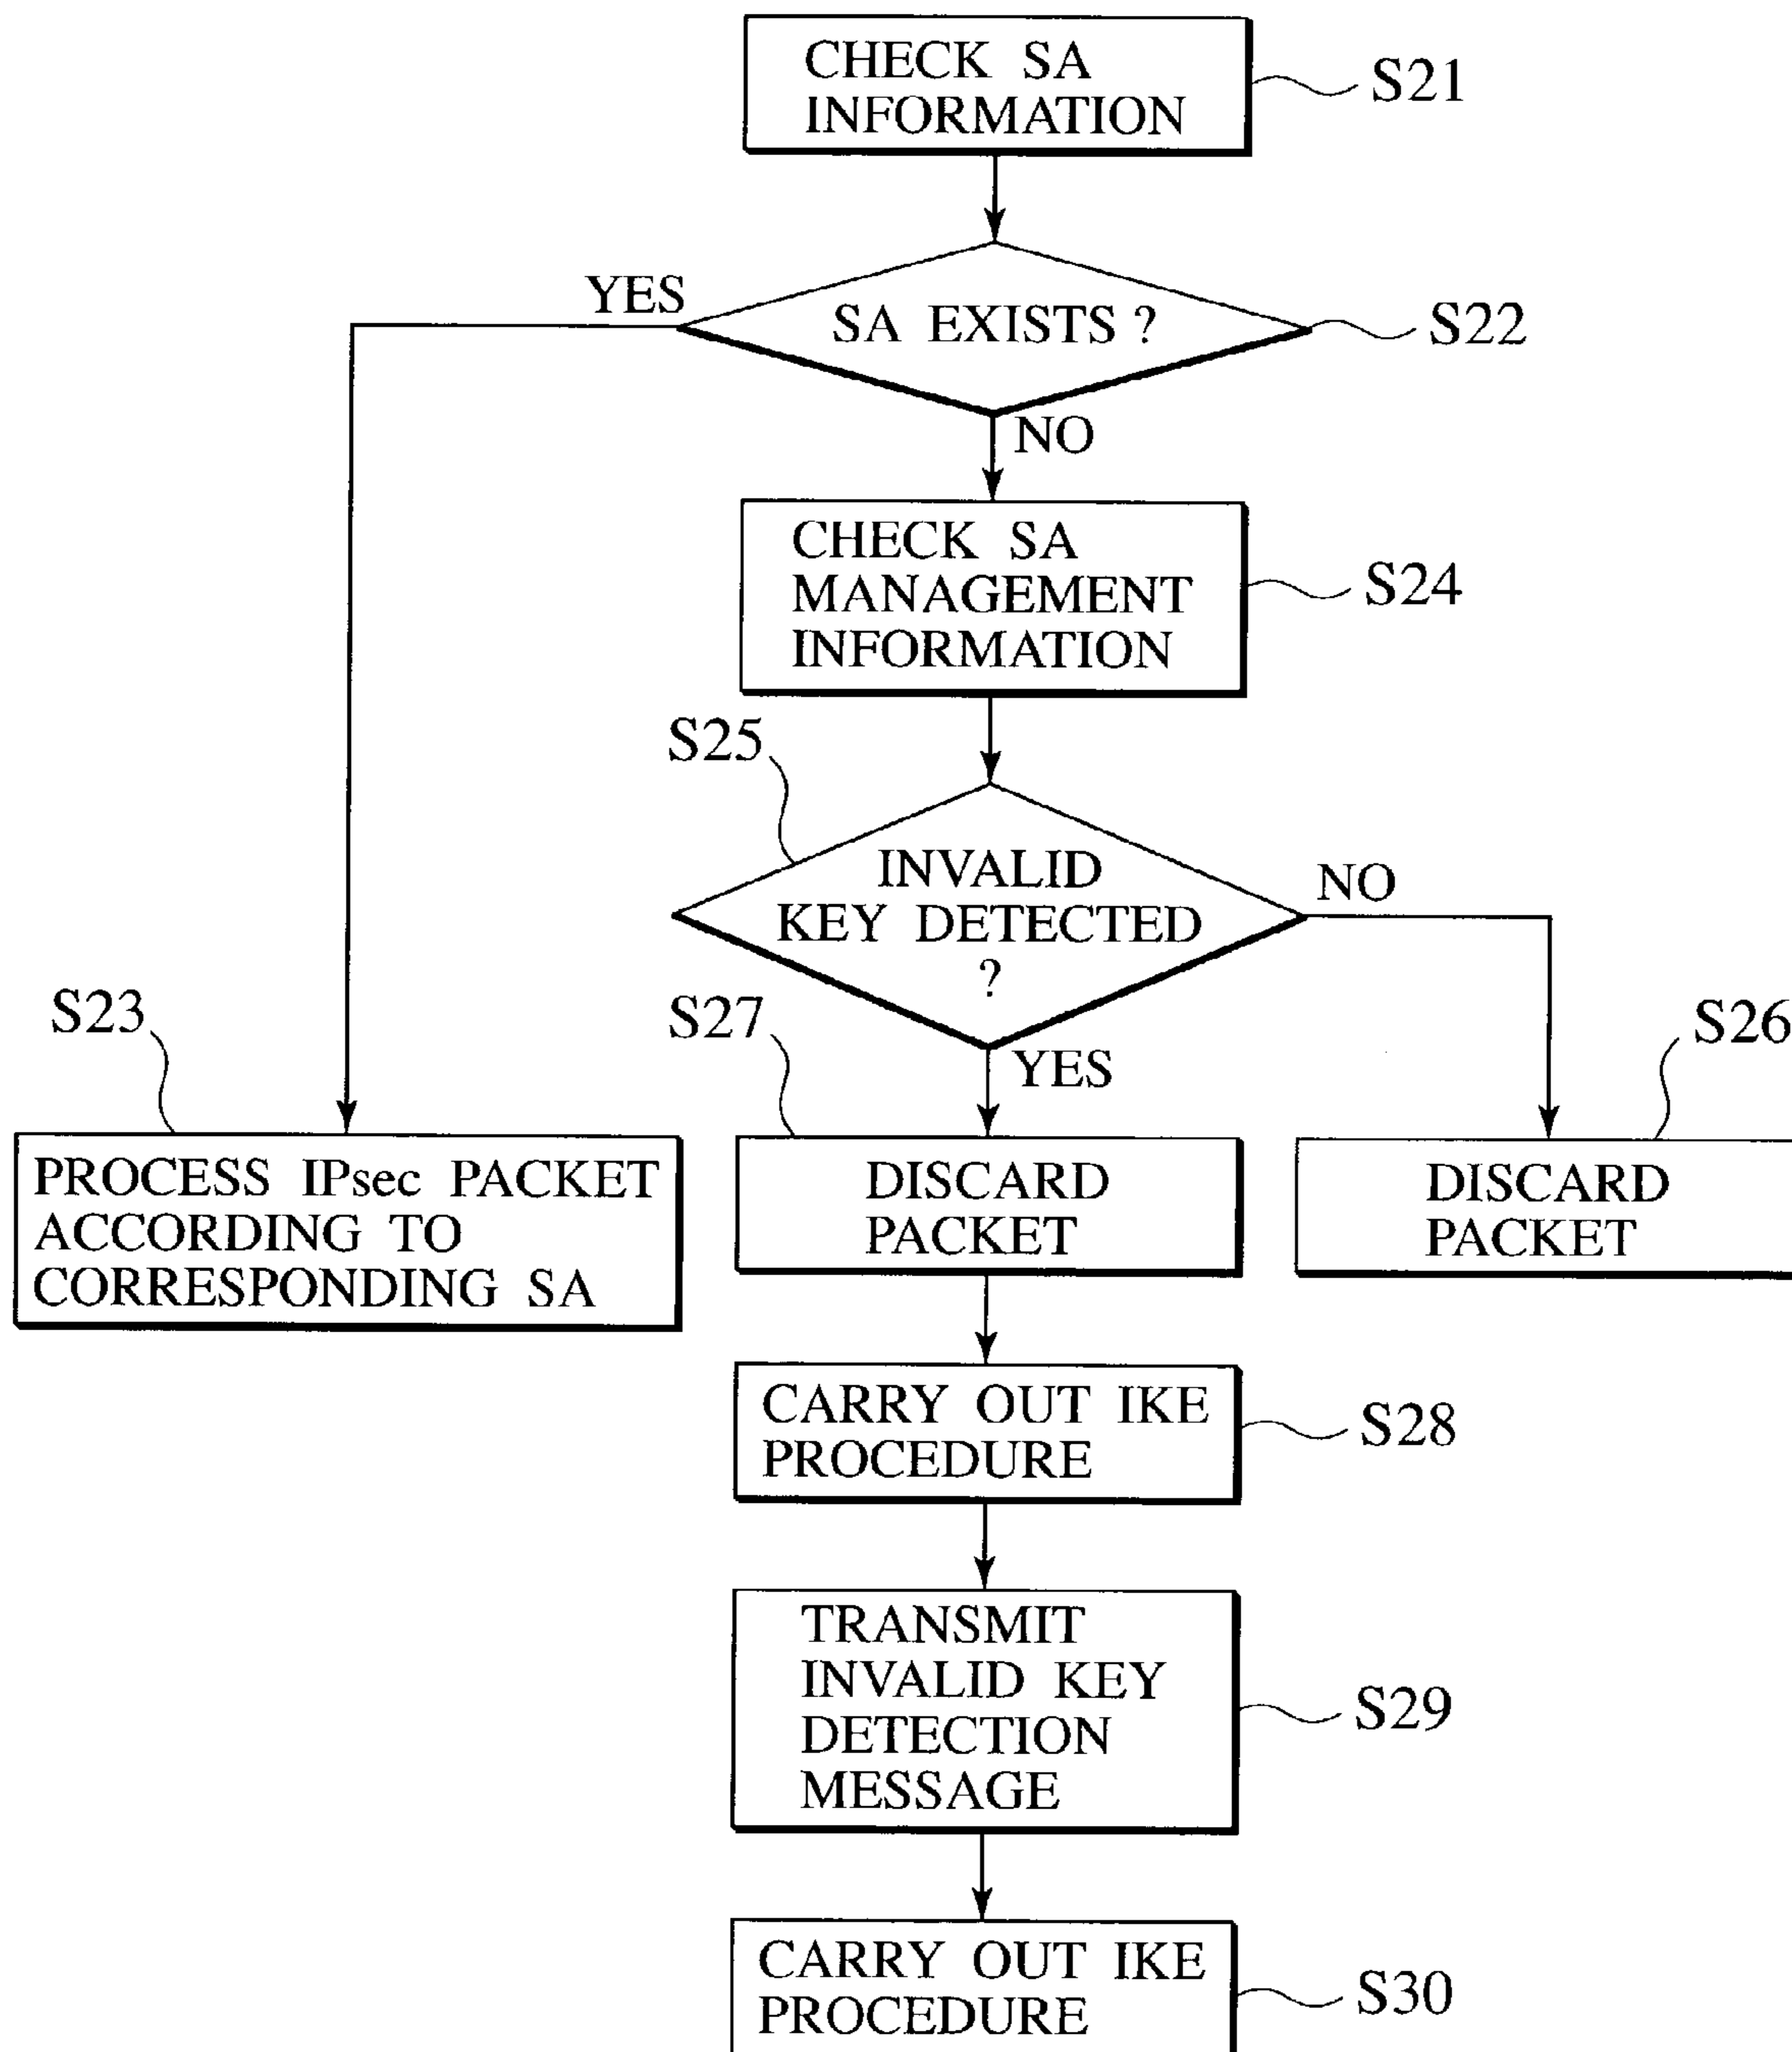 CHECK SA
INFORMATION
S21
YES
SA EXISTS ?
S22
NO
CHECK SA
MANAGEMENT
INFORMATION
S24
S25
INVALID
KEY DETECTED
?
NO
S23
S27
YES
S26
PROCESS IPsec PACKET
ACCORDING TO
CORRESPONDING SA
DISCARD
PACKET
DISCARD
PACKET
CARRY OUT IKE
PROCEDURE
S28
TRANSMIT
INVALID KEY
DETECTION
MESSAGE
S29
CARRY OUT IKE
PROCEDURE
S30